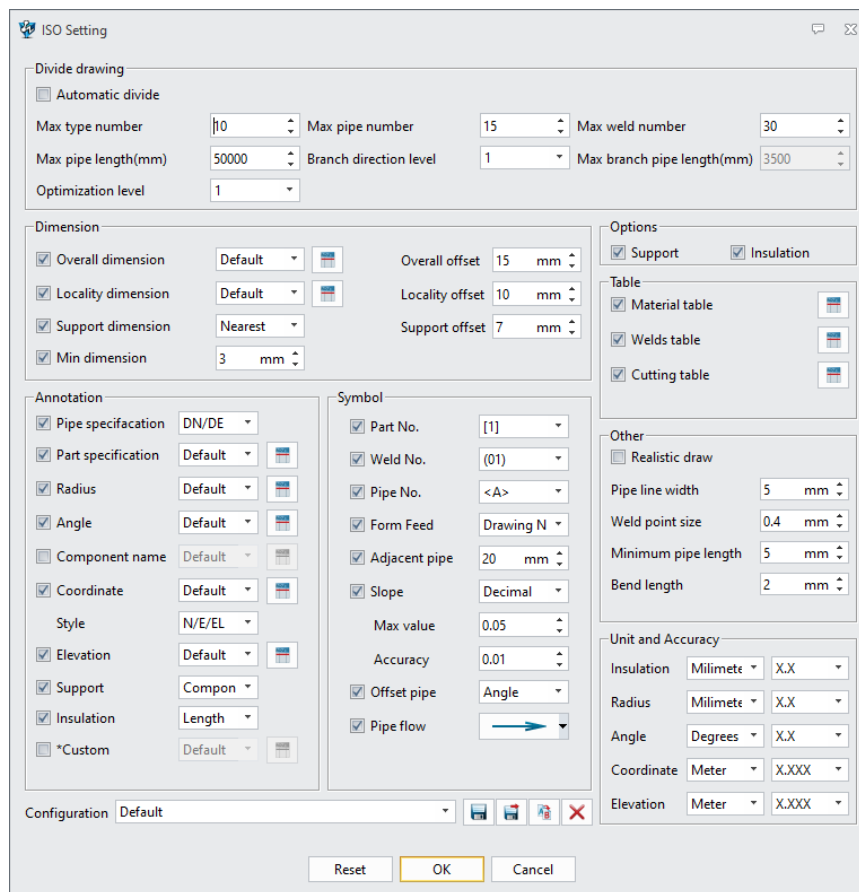 ISO Setting
Divide drawing
Automatic divide
Max type number 10 Max pipe number 15 Max weld number 30
Max pipe length(mm) 50000 Branch direction level 1 Max branch pipe length(mm) 3500
Optimization level 1
Dimension
Overall dimension Default Overall offset 15 mm
Locality dimension Default Locality offset 10 mm
Support dimension Nearest Support offset 7 mm
Min dimension 3 mm
Options
Support Insulation
Table
Material table
Welds table
Cutting table
Annotation
Pipe specifacation DN/DE
Part specification Default
Radius Default
Angle Default
Component name Default
Coordinate Default
Style N/E/EL
Elevation Default
Support Compon
Insulation Length
*Custom Default
Symbol
Part No. [1]
Weld No. (01)
Pipe No. <A>
Form Feed Drawing N
Adjacent pipe 20 mm
Slope Decimal
Max value 0.05
Accuracy 0.01
Offset pipe Angle
Pipe flow
Other
Realistic draw
Pipe line width 5 mm
Weld point size 0.4 mm
Minimum pipe length 5 mm
Bend length 2 mm
Unit and Accuracy
Insulation Milimete X.X
Radius Milimete X.X
Angle Degrees X.X
Coordinate Meter X.XXX
Elevation Meter X.XXX
Configuration Default
Reset OK Cancel